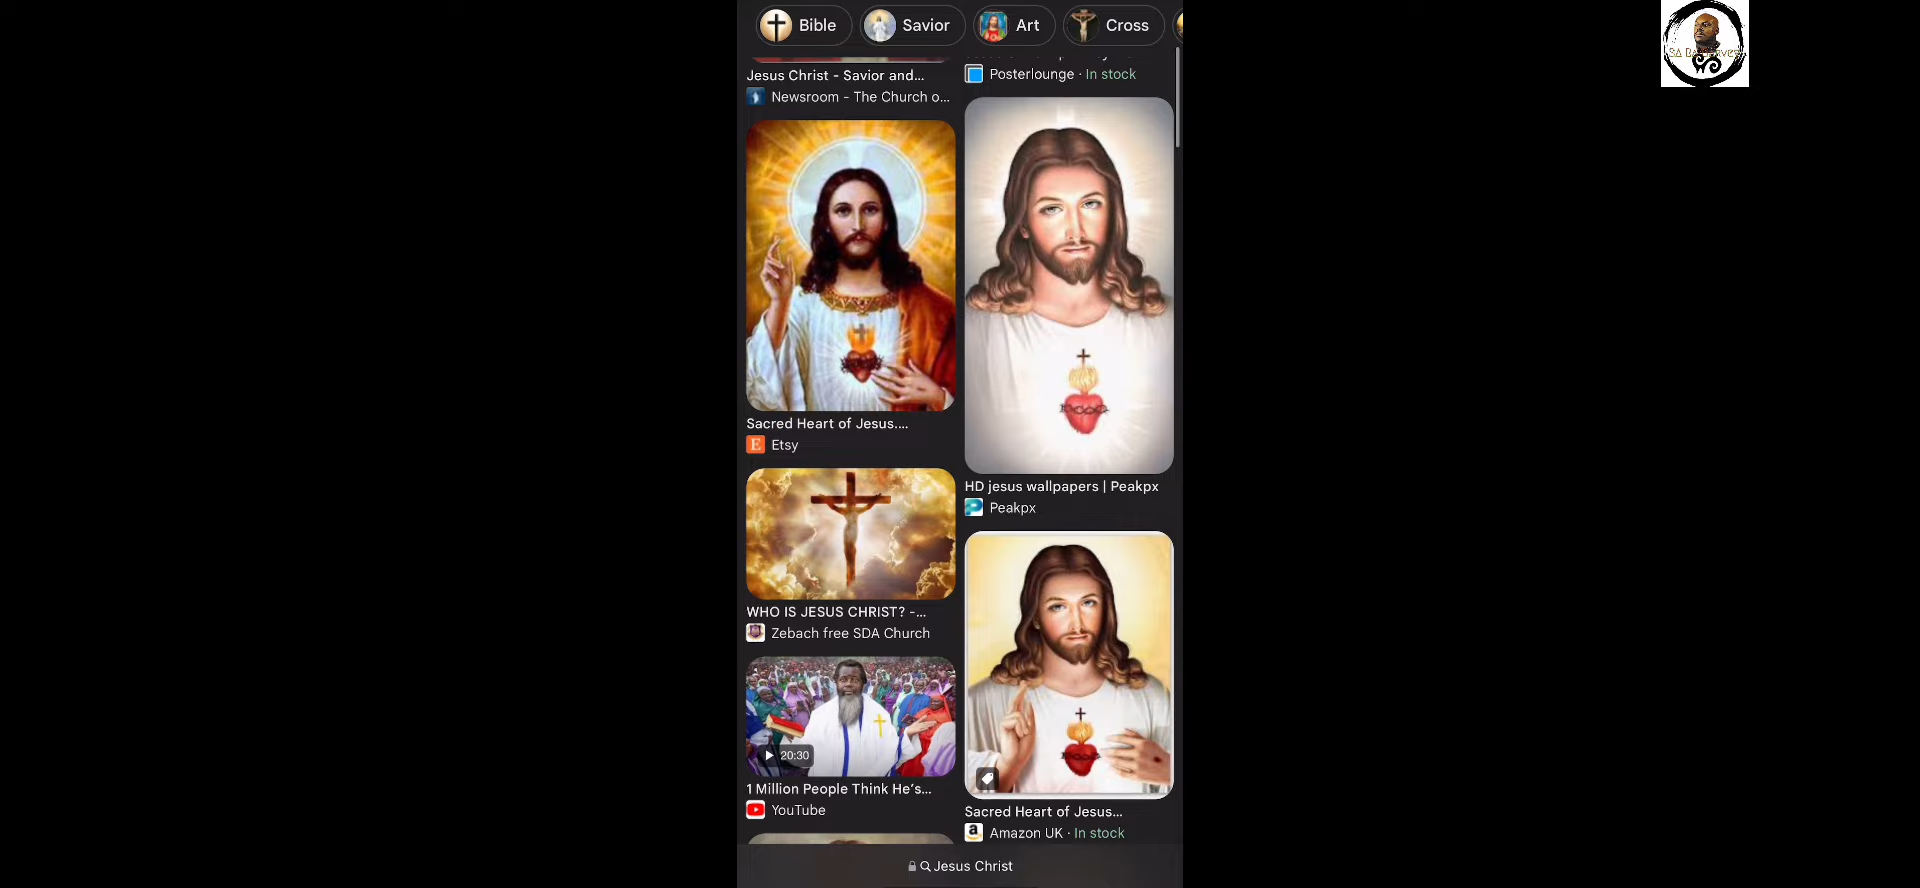 Bible
Savior
Art
Cross
Jesus Christ - Savior and...
Newsroom - The Church o...
Posterlounge · In stock
Sacred Heart of Jesus....
Etsy
HD jesus wallpapers | Peakpx
Peakpx
WHO IS JESUS CHRIST? -...
Zebach free SDA Church
20:30
1 Million People Think He's...
YouTube
Sacred Heart of Jesus...
Amazon UK · In stock
Jesus Christ